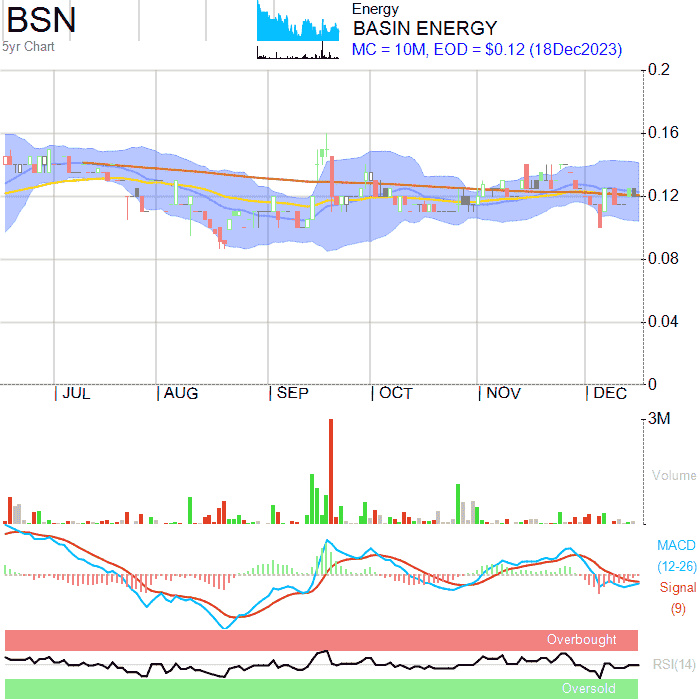 BSN
5yr Chart
Energy
BASIN ENERGY
MC = 10M, EOD = $0.12 (18Dec2023)
0.2
0.16
0.12
0.08
0.04
0
JUL AUG SEP OCT NOV DEC
3M
Volume
MACD
(12-26)
Signal
(9)
Overbought
RSI(14)
Oversold